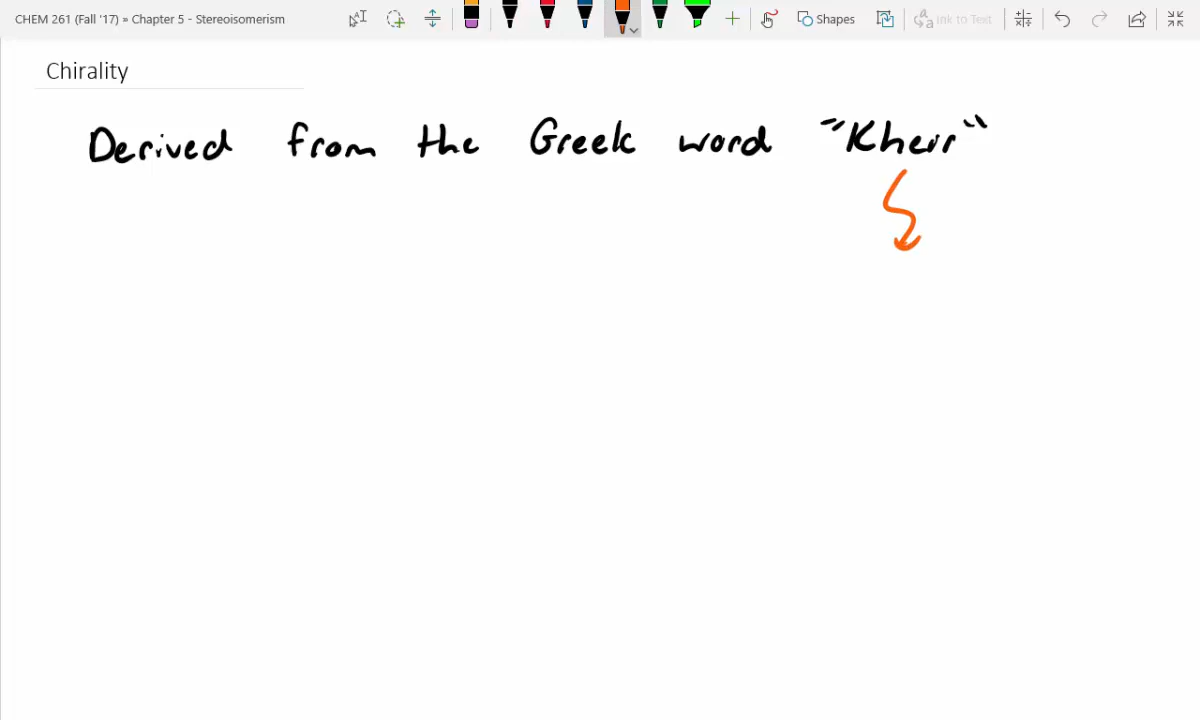 CHEM 261 (Fall '17) » Chapter 5 - Stereoisomerism
Shapes
Ink to Text
Chirality
Derived from the Greek word "Kheir"